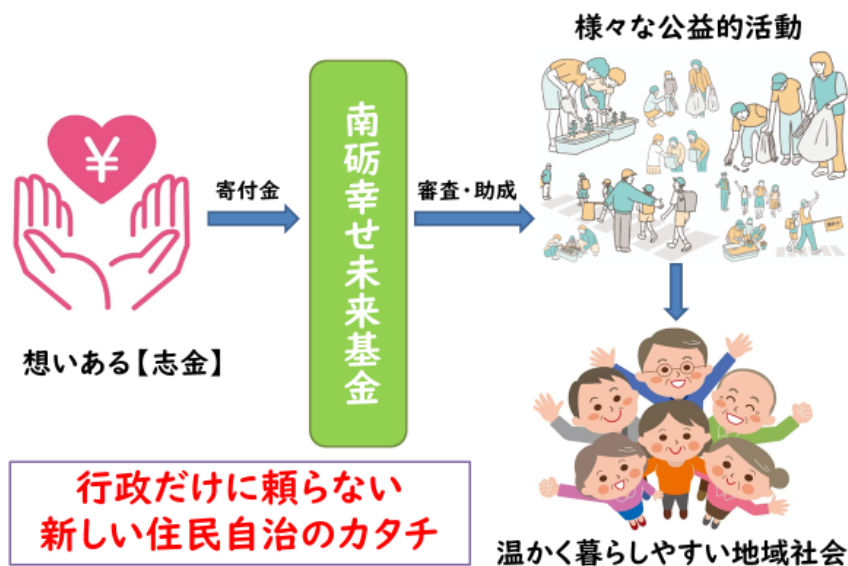 様々な公益的活動
¥
寄付金
南砺幸せ未来基金
審査・助成
想いある【志金】
行政だけに頼らない
新しい住民自治のカタチ
温かく暮らしやすい地域社会